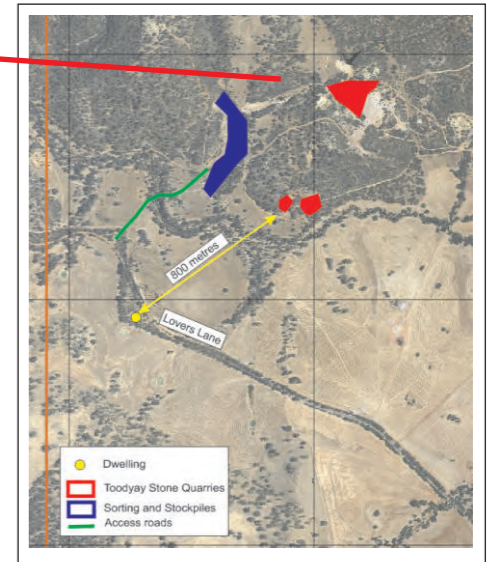 800 metres
Lovers Lane
Dwelling
Toodyay Stone Quarries
Sorting and Stockpiles
Access roads